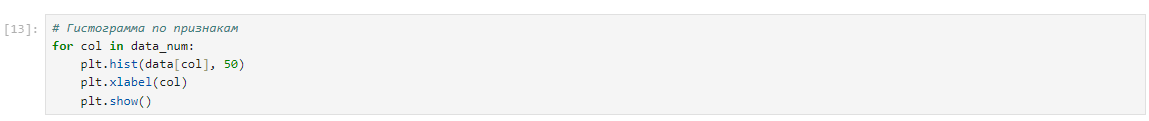 [13]: # Гистограмма по признакам
for col in data_num:
    plt.hist(data[col], 50)
    plt.xlabel(col)
    plt.show()